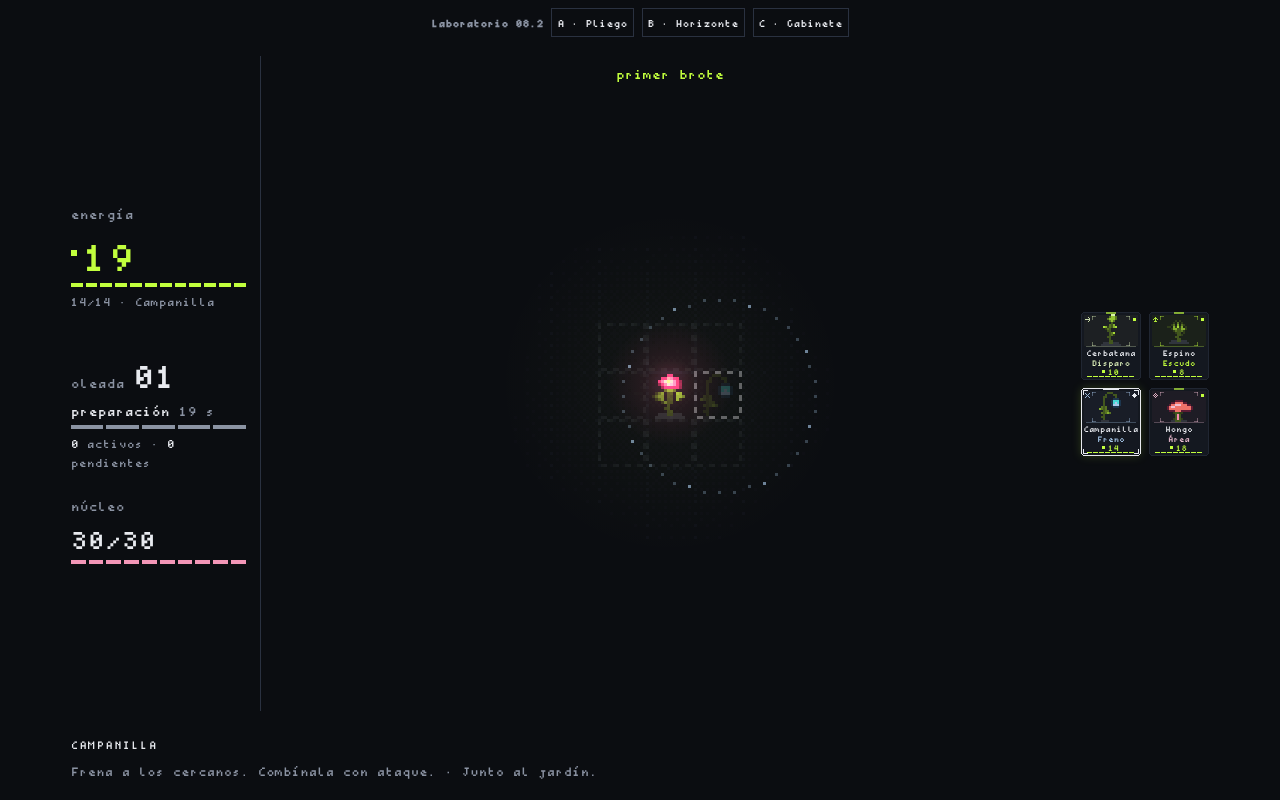 Laboratorio 08.2
A · Pliego
B · Horizonte
C · Gabinete
primer brote
energía
19
14/14 · Campanilla
oleada 01
preparación 19 s
0 activos · 0
pendientes
núcleo
30/30
Cerbatana
Disparo
10
Espino
Escudo
8
Campanilla
Freno
14
Hongo
Área
18
CAMPANILLA
Frena a los cercanos. Combínala con ataque. · Junto al jardín.